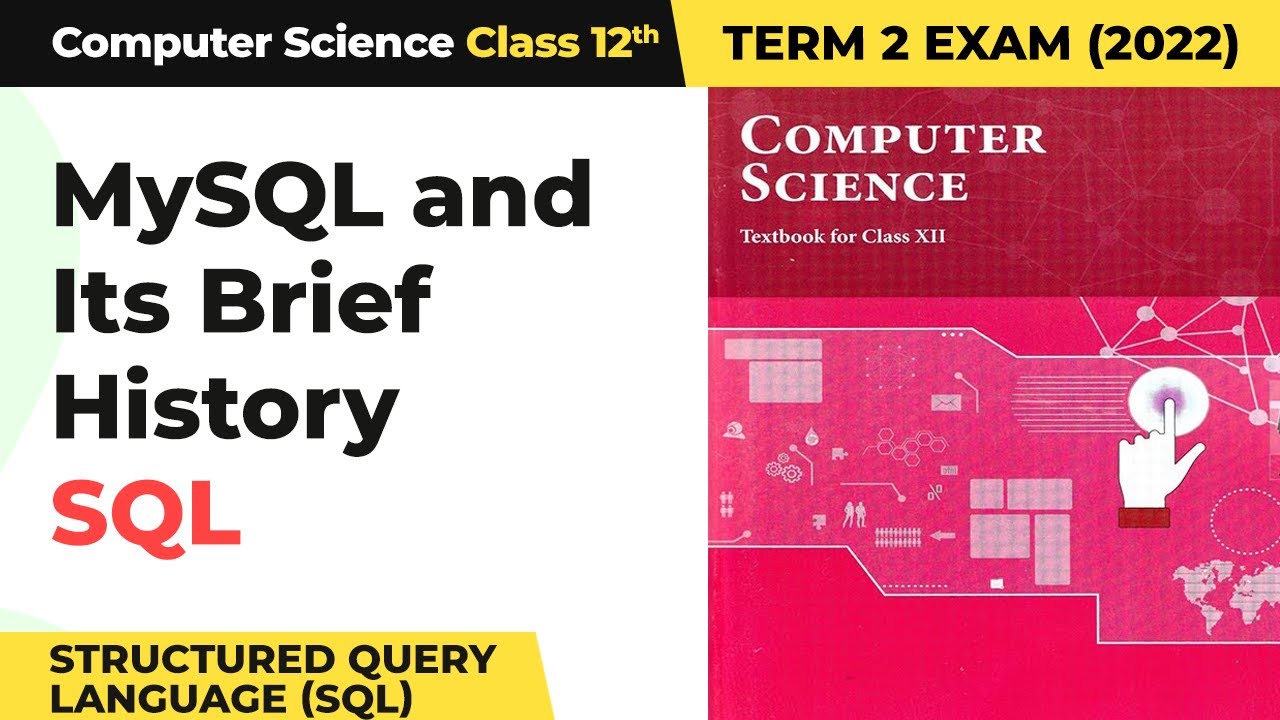 Computer Science Class 12th
TERM 2 EXAM (2022)
MySQL and
Its Brief
History
SQL
STRUCTURED QUERY
LANGUAGE (SQL)
COMPUTER
SCIENCE
Textbook for Class XII
%